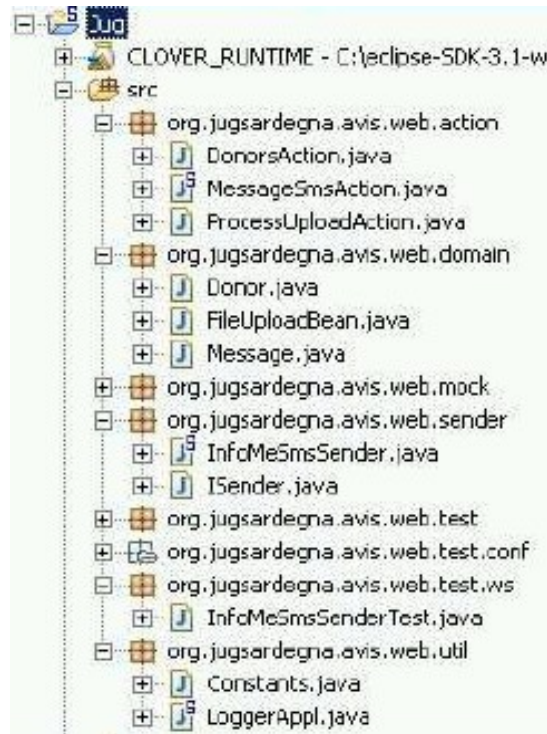 Jug
CLOVER_RUNTIME - C:\eclipse-SDK-3.1-w
src
org.jugsardegna.avis.web.action
DonorsAction.java
MessageSmsAction.java
ProcessUploadAction.java
org.jugsardegna.avis.web.domain
Donor.java
FileUploadBean.java
Message.java
org.jugsardegna.avis.web.mock
org.jugsardegna.avis.web.sender
InfoMeSmsSender.java
ISender.java
org.jugsardegna.avis.web.test
org.jugsardegna.avis.web.test.conf
org.jugsardegna.avis.web.test.ws
InfoMeSmsSenderTest.java
org.jugsardegna.avis.web.util
Constants.java
LoggerAppl.java